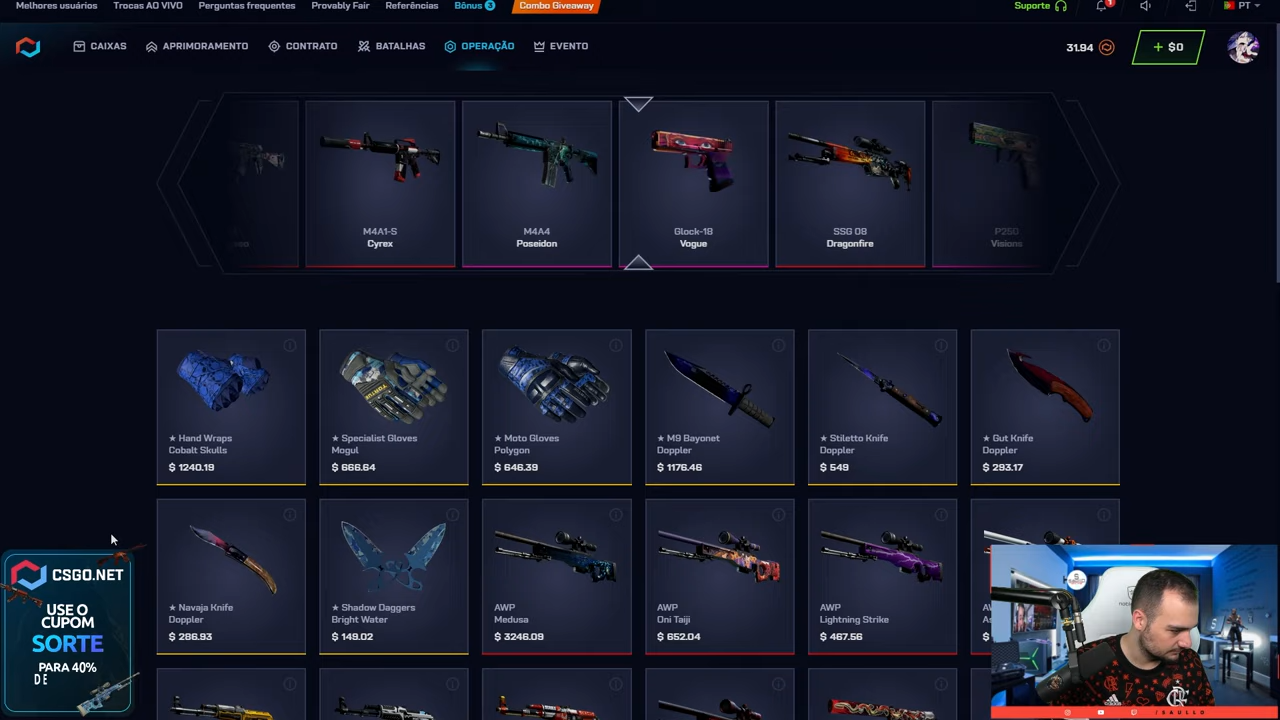 Melhores usuários
Trocas AO VIVO
Perguntas frequentes
Provably Fair
Referências
Bônus 3
Combo Giveaway
Suporte
1
PT
CAIXAS
APRIMORAMENTO
CONTRATO
BATALHAS
OPERAÇÃO
EVENTO
31.94
+ $0
M4A1-S
Cyrex
M4A4
Poseidon
Glock-18
Vogue
SSG 08
Dragonfire
P250
Visions
★ Hand Wraps
Cobalt Skulls
$ 1240.19
★ Specialist Gloves
Mogul
$ 666.64
★ Moto Gloves
Polygon
$ 646.39
★ M9 Bayonet
Doppler
$ 1176.46
★ Stiletto Knife
Doppler
$ 549
★ Gut Knife
Doppler
$ 293.17
★ Navaja Knife
Doppler
$ 286.93
★ Shadow Daggers
Bright Water
$ 149.02
AWP
Medusa
$ 3246.09
AWP
Oni Taiji
$ 652.04
AWP
Lightning Strike
$ 467.56
CSGO.NET
USE O
CUPOM
SORTE
PARA 40%
DE
/SAULLO